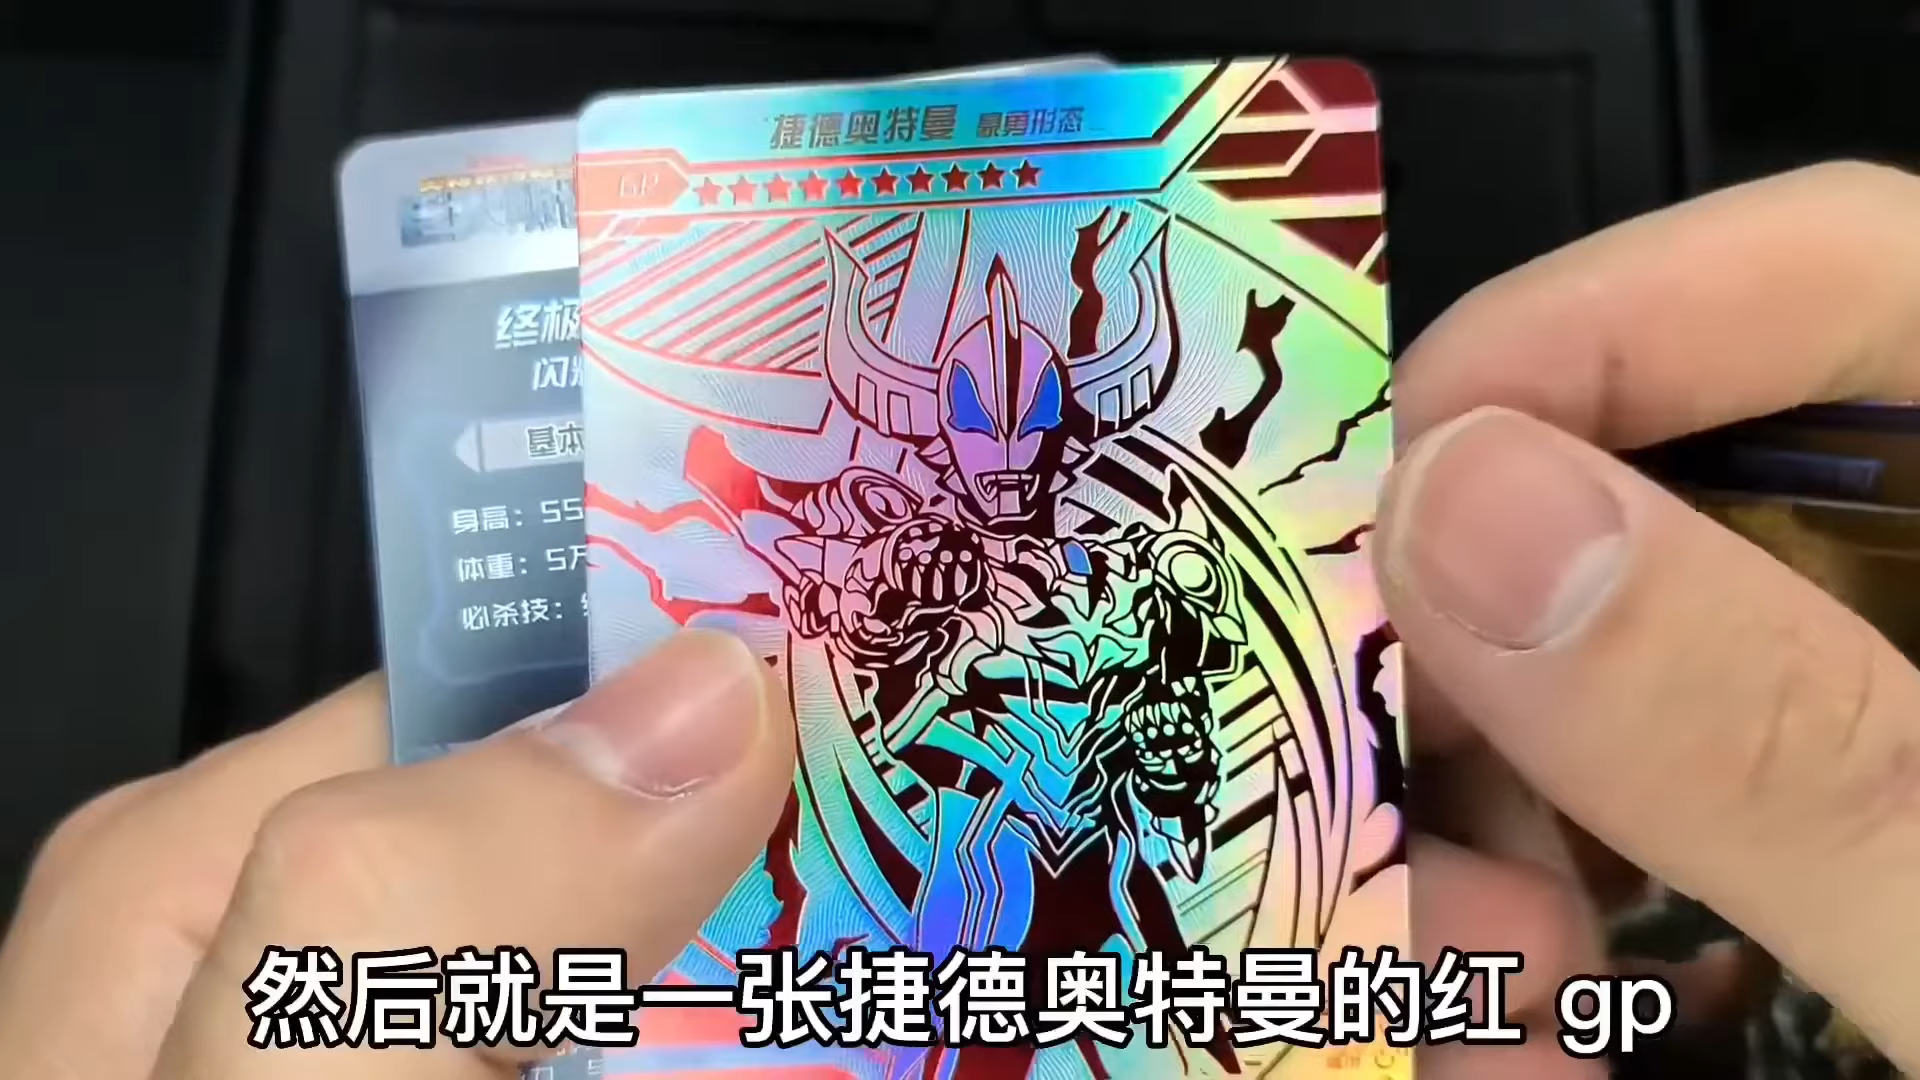 捷德奥特曼 豪勇形态
GP
终极
闪
基本
身高：55
体重：5万
必杀技：
然后就是一张捷德奥特曼的红 gp